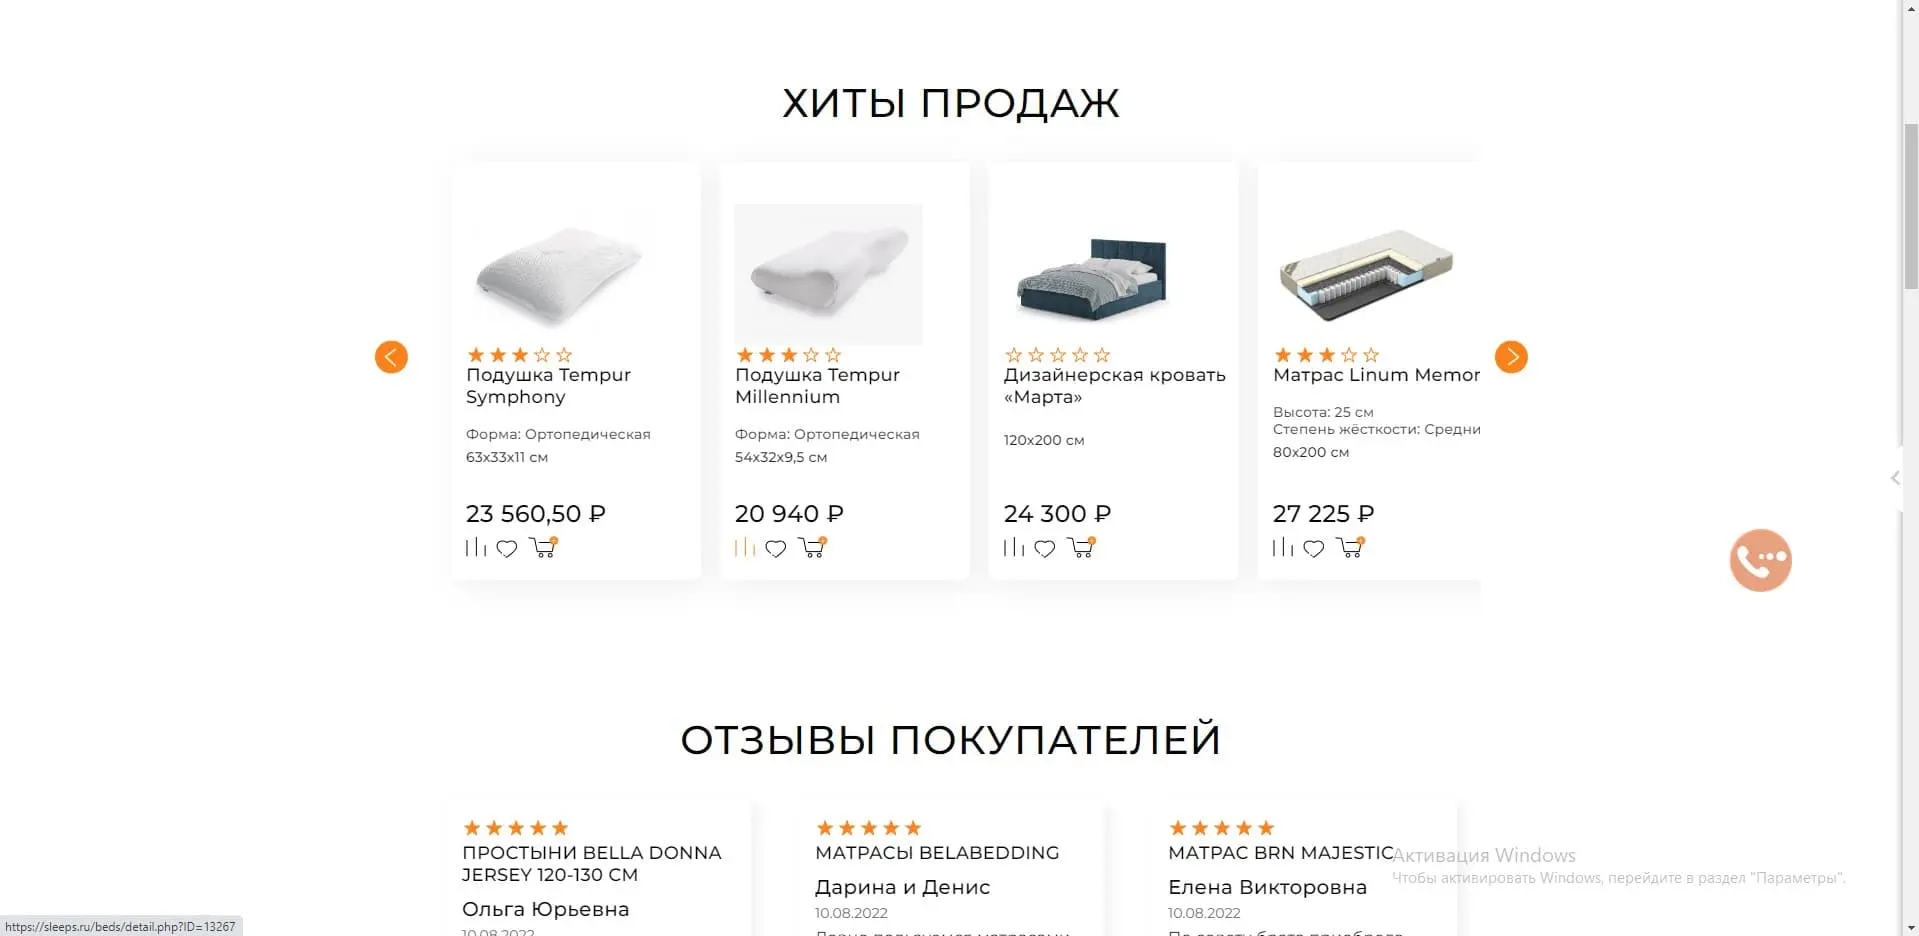 ХИТЫ ПРОДАЖ
Подушка Tempur
Symphony
Форма: Ортопедическая
63x33x11 см
23 560,50 ₽
Подушка Tempur
Millennium
Форма: Ортопедическая
54x32x9,5 см
20 940 ₽
Дизайнерская кровать
«Марта»
120x200 см
24 300 ₽
Матрас Linum Memor
Высота: 25 см
Степень жёсткости: Средни
80x200 см
27 225 ₽
ОТЗЫВЫ ПОКУПАТЕЛЕЙ
ПРОСТЫНИ BELLA DONNA
JERSEY 120-130 СМ
Ольга Юрьевна
10.08.2022
МАТРАСЫ BELABEDDING
Дарина и Денис
10.08.2022
МАТРАС BRN MAJESTIC
Елена Викторовна
10.08.2022
Активация Windows
Чтобы активировать Windows, перейдите в раздел "Параметры".
https://sleeps.ru/beds/detail.php?ID=13267